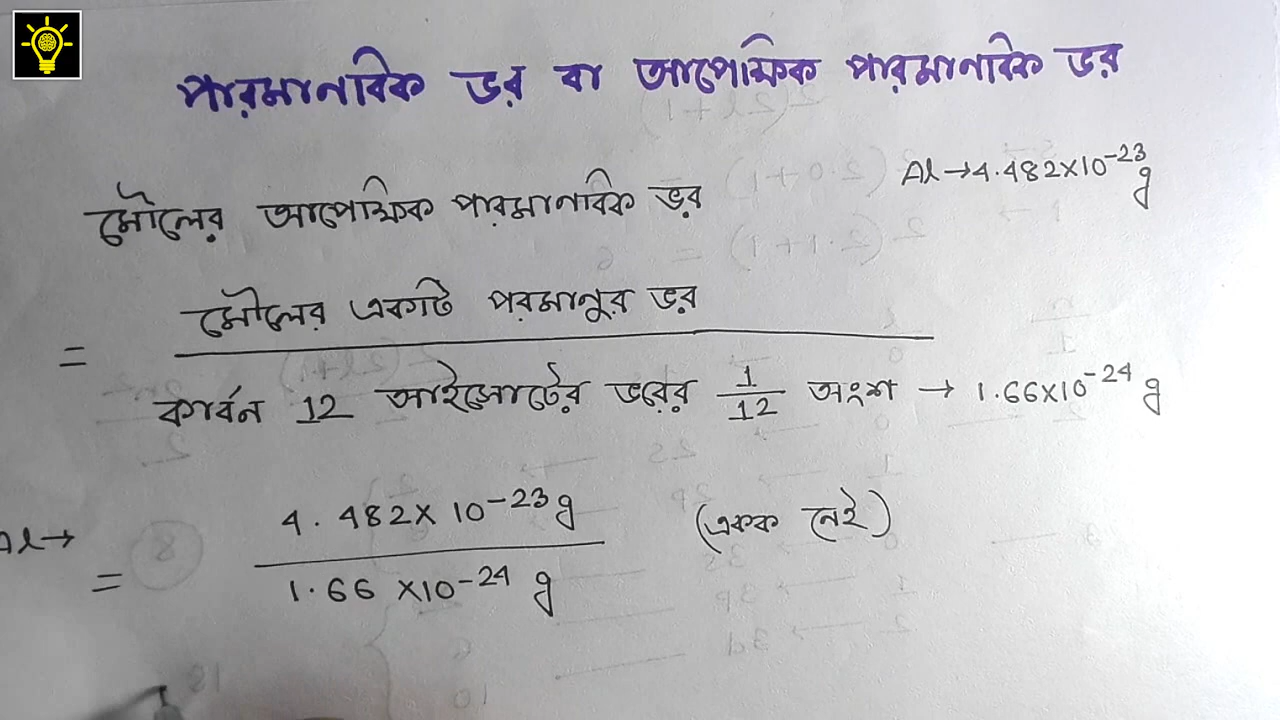 পারমানবিক ভর বা আপেক্ষিক পারমানবিক ভর
Al→4.482×10⁻²³ g
মৌলের আপেক্ষিক পারমানবিক ভর
= মৌলের একটি পরমানুর ভর
কার্বন 12 আইসোটের ভরের 1/12 অংশ → 1.66×10⁻²⁴ g
Al→
= 4.482×10⁻²³ g
1.66×10⁻²⁴ g
(একক নেই)